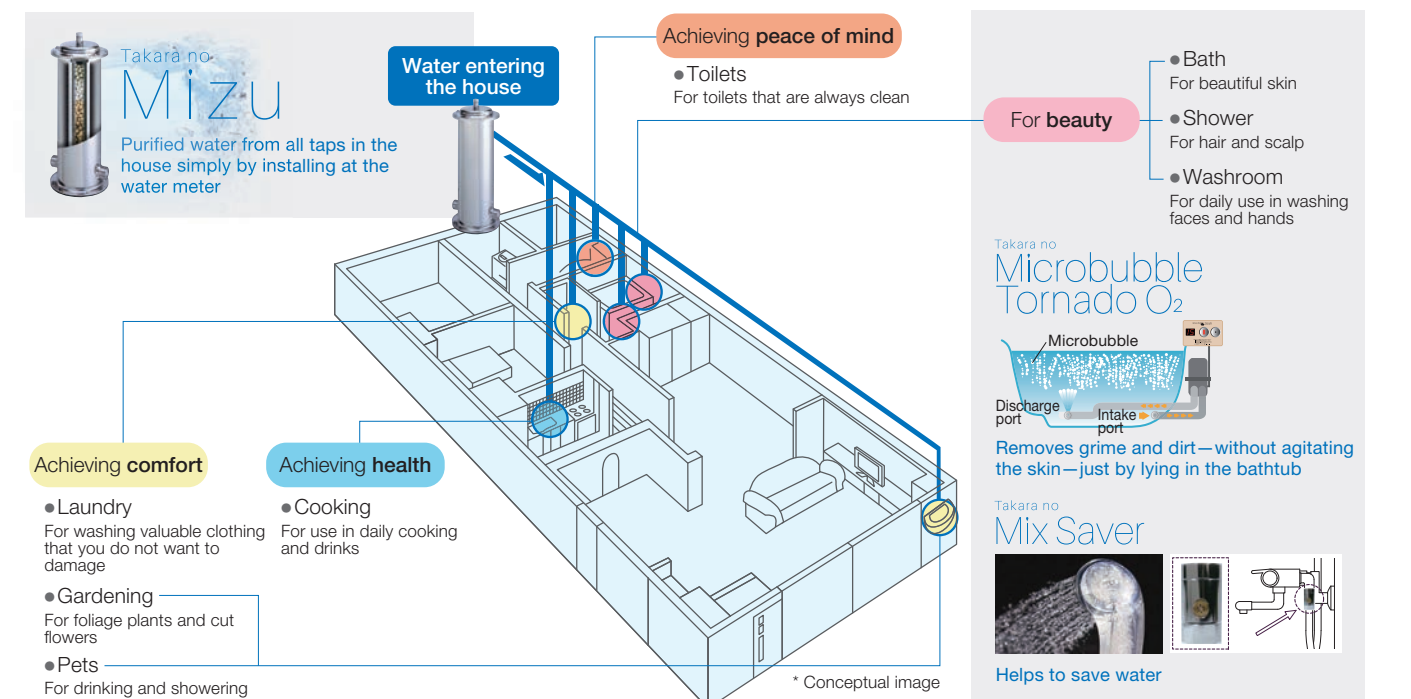 Takara no
Mizu
Purified water from all taps in the
house simply by installing at the
water meter
Water entering
the house
Achieving peace of mind
●Toilets
For toilets that are always clean
For beauty
●Bath
For beautiful skin
●Shower
For hair and scalp
●Washroom
For daily use in washing
faces and hands
Takara no
Microbubble
Tornado O₂
Microbubble
Discharge
port
Intake
port
Removes grime and dirt—without agitating
the skin—just by lying in the bathtub
Takara no
Mix Saver
Helps to save water
Achieving comfort
●Laundry
For washing valuable clothing
that you do not want to
damage
●Gardening
For foliage plants and cut
flowers
●Pets
For drinking and showering
Achieving health
●Cooking
For use in daily cooking
and drinks
* Conceptual image